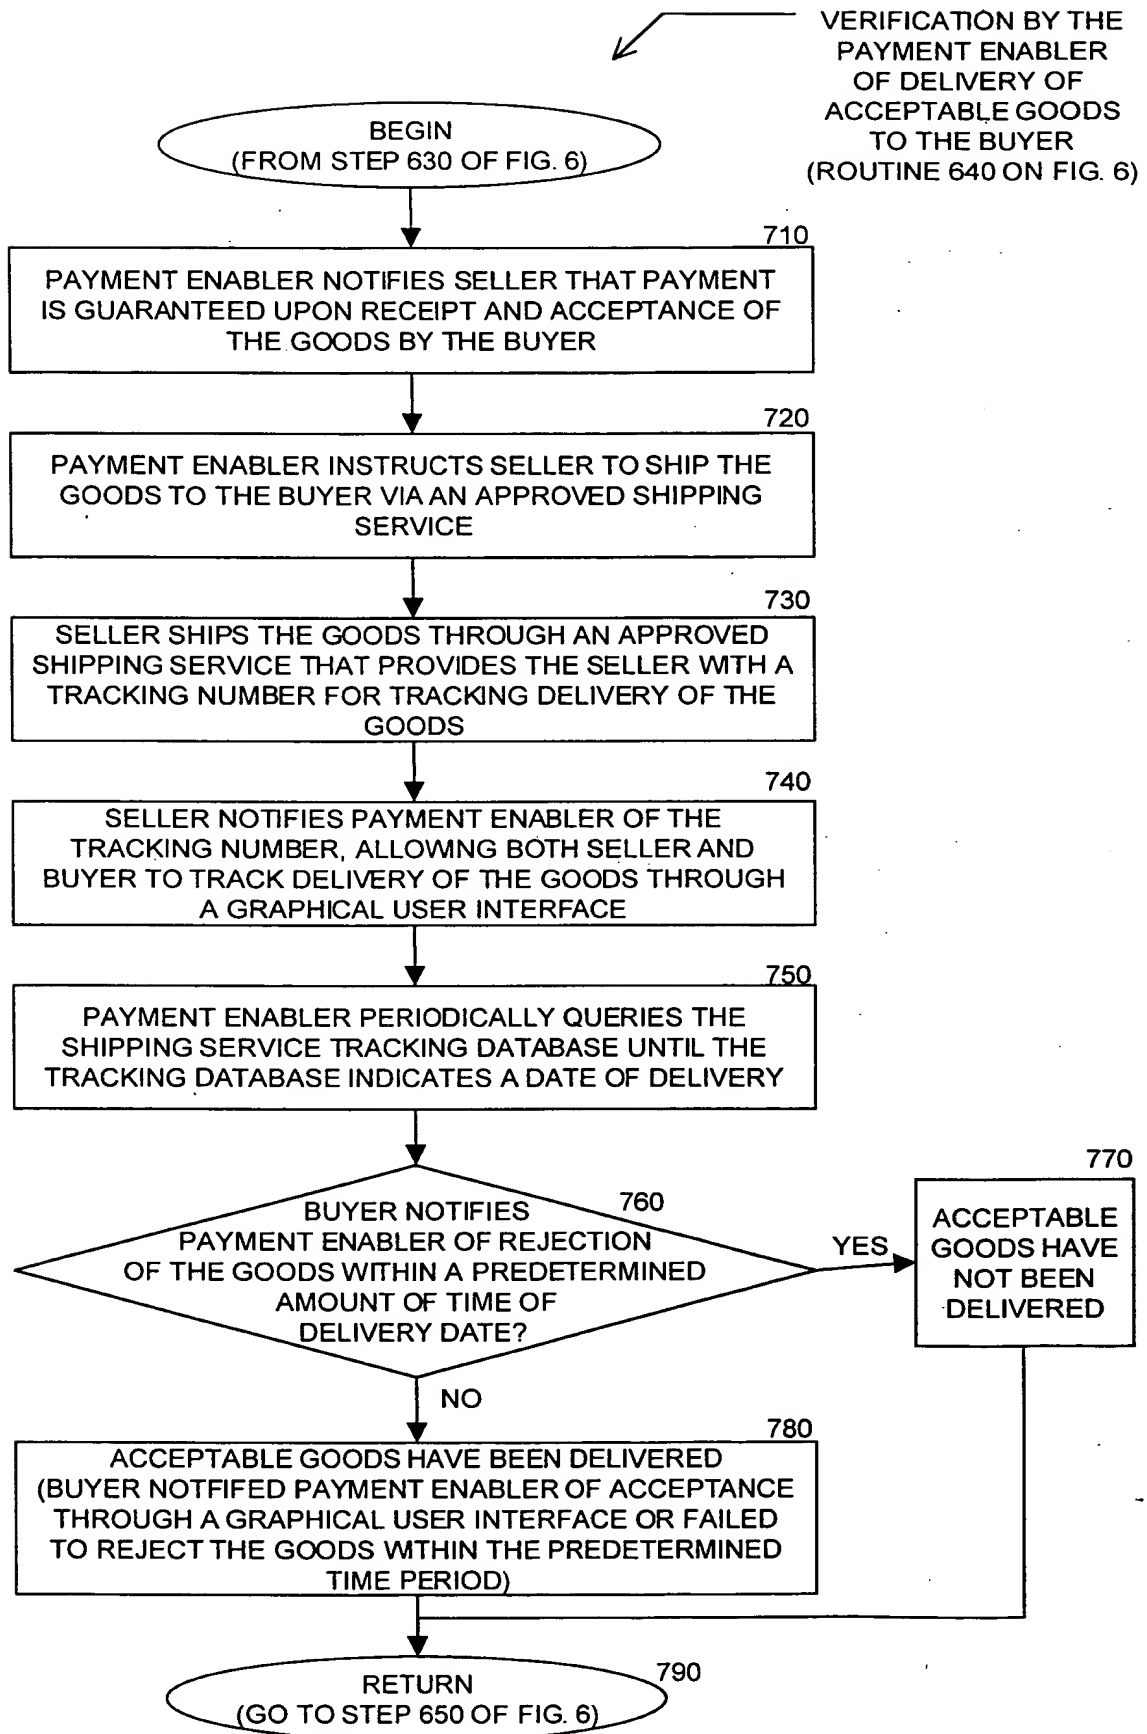 VERIFICATION BY THE
PAYMENT ENABLER
OF DELIVERY OF
ACCEPTABLE GOODS
TO THE BUYER
(ROUTINE 640 ON FIG. 6)
BEGIN
(FROM STEP 630 OF FIG. 6)
710
PAYMENT ENABLER NOTIFIES SELLER THAT PAYMENT
IS GUARANTEED UPON RECEIPT AND ACCEPTANCE OF
THE GOODS BY THE BUYER
720
PAYMENT ENABLER INSTRUCTS SELLER TO SHIP THE
GOODS TO THE BUYER VIA AN APPROVED SHIPPING
SERVICE
730
SELLER SHIPS THE GOODS THROUGH AN APPROVED
SHIPPING SERVICE THAT PROVIDES THE SELLER WITH A
TRACKING NUMBER FOR TRACKING DELIVERY OF THE
GOODS
740
SELLER NOTIFIES PAYMENT ENABLER OF THE
TRACKING NUMBER, ALLOWING BOTH SELLER AND
BUYER TO TRACK DELIVERY OF THE GOODS THROUGH
A GRAPHICAL USER INTERFACE
750
PAYMENT ENABLER PERIODICALLY QUERIES THE
SHIPPING SERVICE TRACKING DATABASE UNTIL THE
TRACKING DATABASE INDICATES A DATE OF DELIVERY
760
BUYER NOTIFIES
PAYMENT ENABLER OF REJECTION
OF THE GOODS WITHIN A PREDETERMINED
AMOUNT OF TIME OF
DELIVERY DATE?
YES
770
ACCEPTABLE
GOODS HAVE
NOT BEEN
DELIVERED
NO
780
ACCEPTABLE GOODS HAVE BEEN DELIVERED
(BUYER NOTFIFED PAYMENT ENABLER OF ACCEPTANCE
THROUGH A GRAPHICAL USER INTERFACE OR FAILED
TO REJECT THE GOODS WITHIN THE PREDETERMINED
TIME PERIOD)
790
RETURN
(GO TO STEP 650 OF FIG. 6)